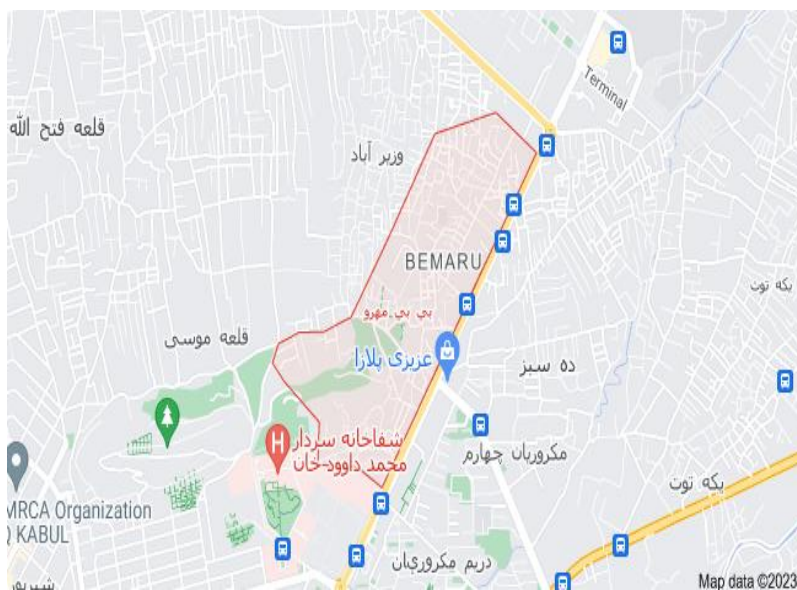 Terminal
قلعه فتح الله
وزیر آباد
BEMARU
یکه توت
بی بی مهرو
قلعه موسی
عزیزی پلازا
ده سبز
شفاخانه سردار
محمد داوود-خان
مکروریان چهارم
یکه توت
MRCA Organization
Q KABUL
دریم مکروریان
Map data ©2023